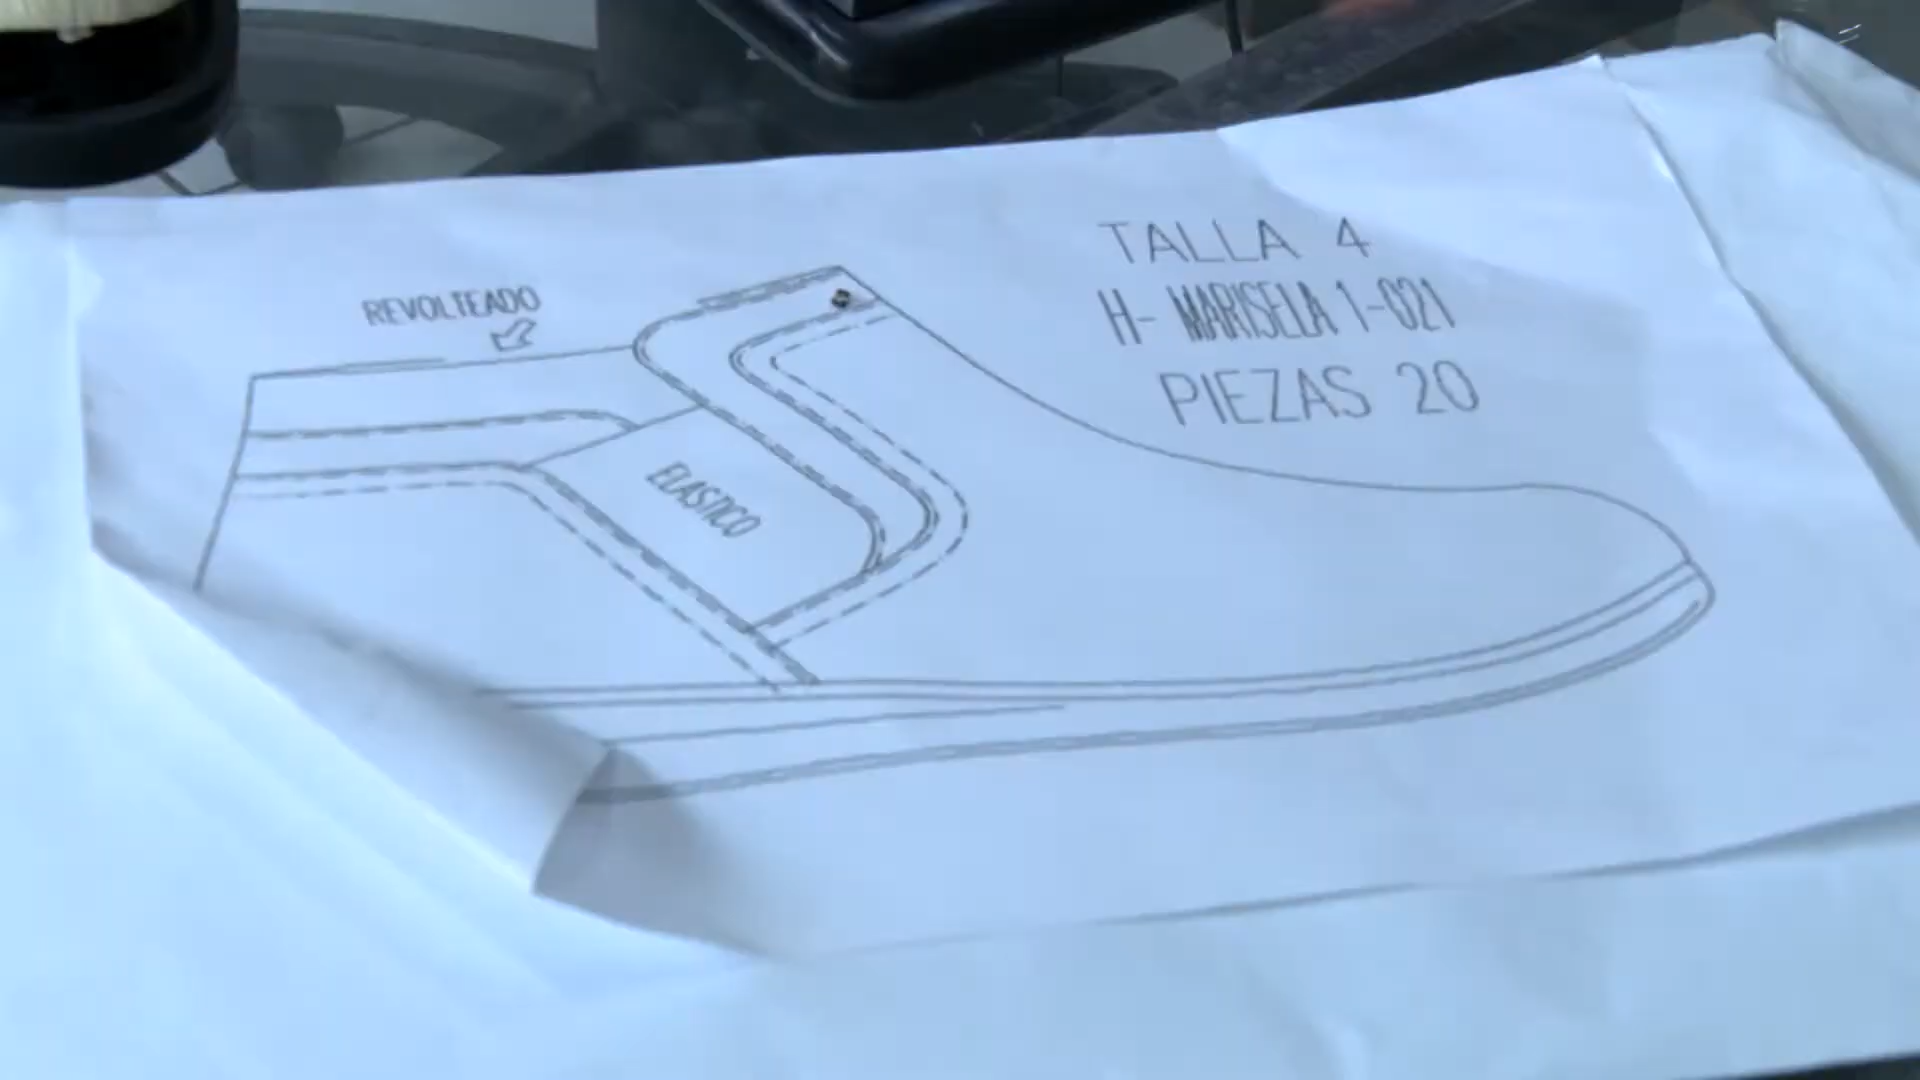 TALLA 4
H- MARISELA 1-021
PIEZAS 20
REVOLTEADO
ELASTICO